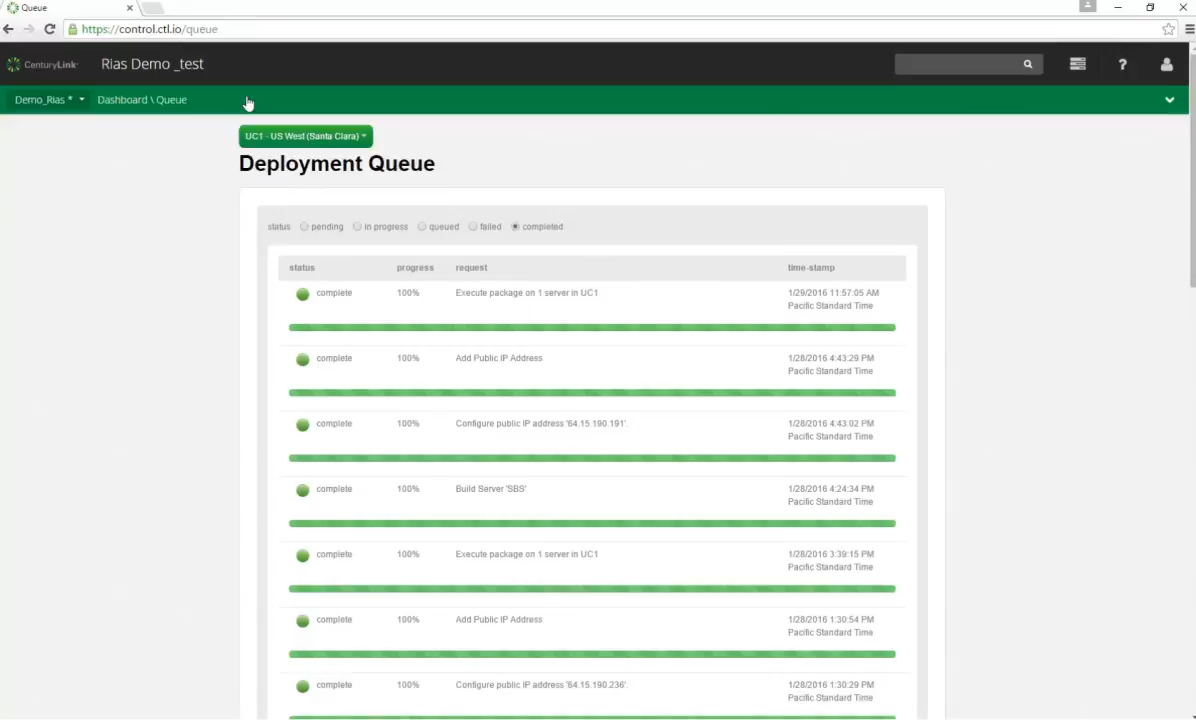 Queue
https://control.ctl.io/queue
CenturyLink Rias Demo _test ?
Demo_Rias * Dashboard \ Queue
UC1 - US West (Santa Clara)
Deployment Queue
status pending in progress queued failed completed
status progress request time-stamp
complete 100% Execute package on 1 server in UC1 1/29/2016 11:57:05 AM
Pacific Standard Time
complete 100% Add Public IP Address 1/28/2016 4:43:29 PM
Pacific Standard Time
complete 100% Configure public IP address '64.15.190.191'. 1/28/2016 4:43:02 PM
Pacific Standard Time
complete 100% Build Server 'SBS' 1/28/2016 4:24:34 PM
Pacific Standard Time
complete 100% Execute package on 1 server in UC1 1/28/2016 3:39:15 PM
Pacific Standard Time
complete 100% Add Public IP Address 1/28/2016 1:30:54 PM
Pacific Standard Time
complete 100% Configure public IP address '64.15.190.236'. 1/28/2016 1:30:29 PM
Pacific Standard Time